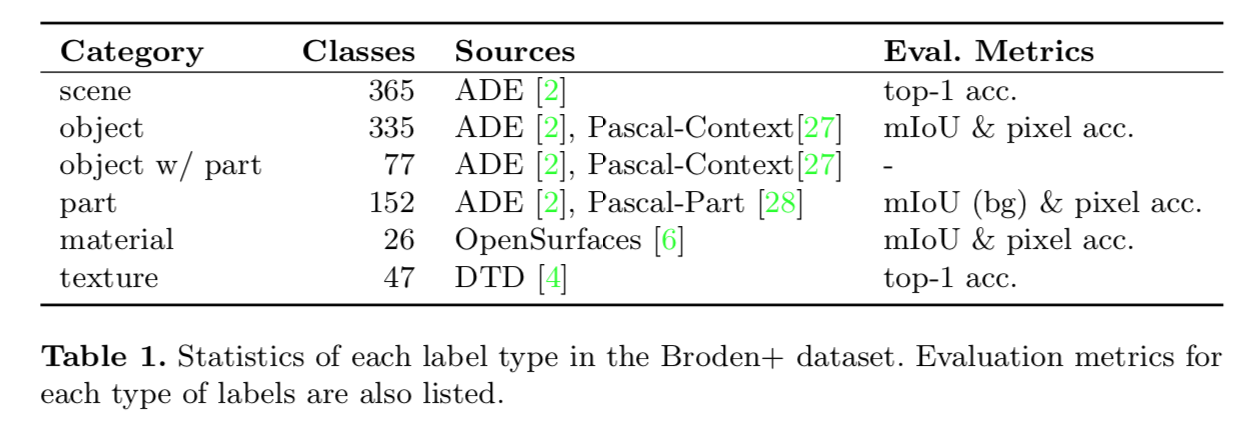 Category Classes Sources Eval. Metrics
scene 365 ADE [2] top-1 acc.
object 335 ADE [2], Pascal-Context[27] mIoU & pixel acc.
object w/ part 77 ADE [2], Pascal-Context[27] -
part 152 ADE [2], Pascal-Part [28] mIoU (bg) & pixel acc.
material 26 OpenSurfaces [6] mIoU & pixel acc.
texture 47 DTD [4] top-1 acc.
Table 1. Statistics of each label type in the Broden+ dataset. Evaluation metrics for
each type of labels are also listed.